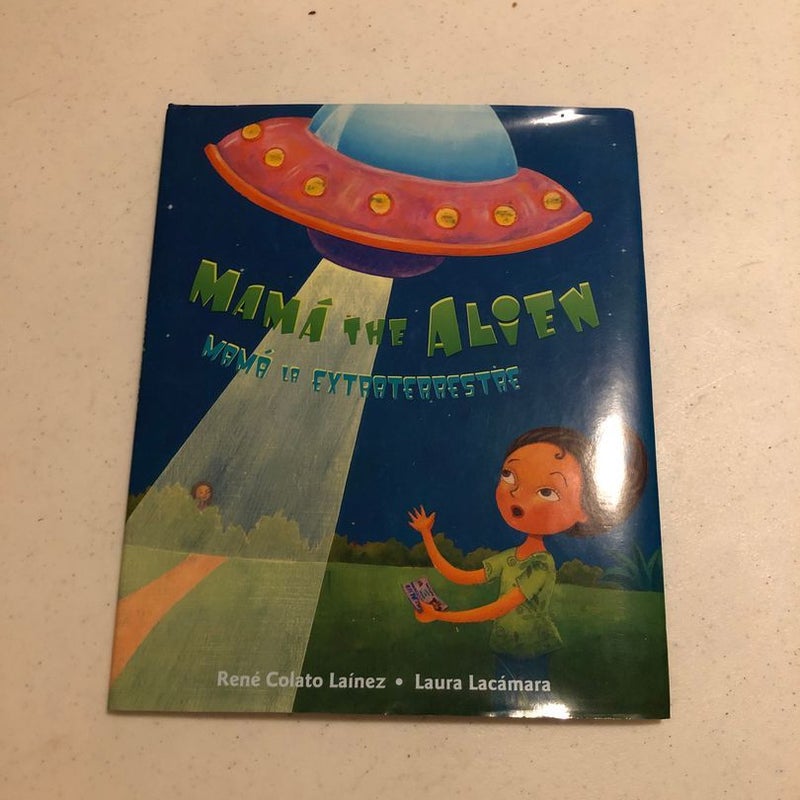 MAMÁ THE ALIEN
MAMÁ LA EXTRATERRESTRE
René Colato Laínez • Laura Lacámara